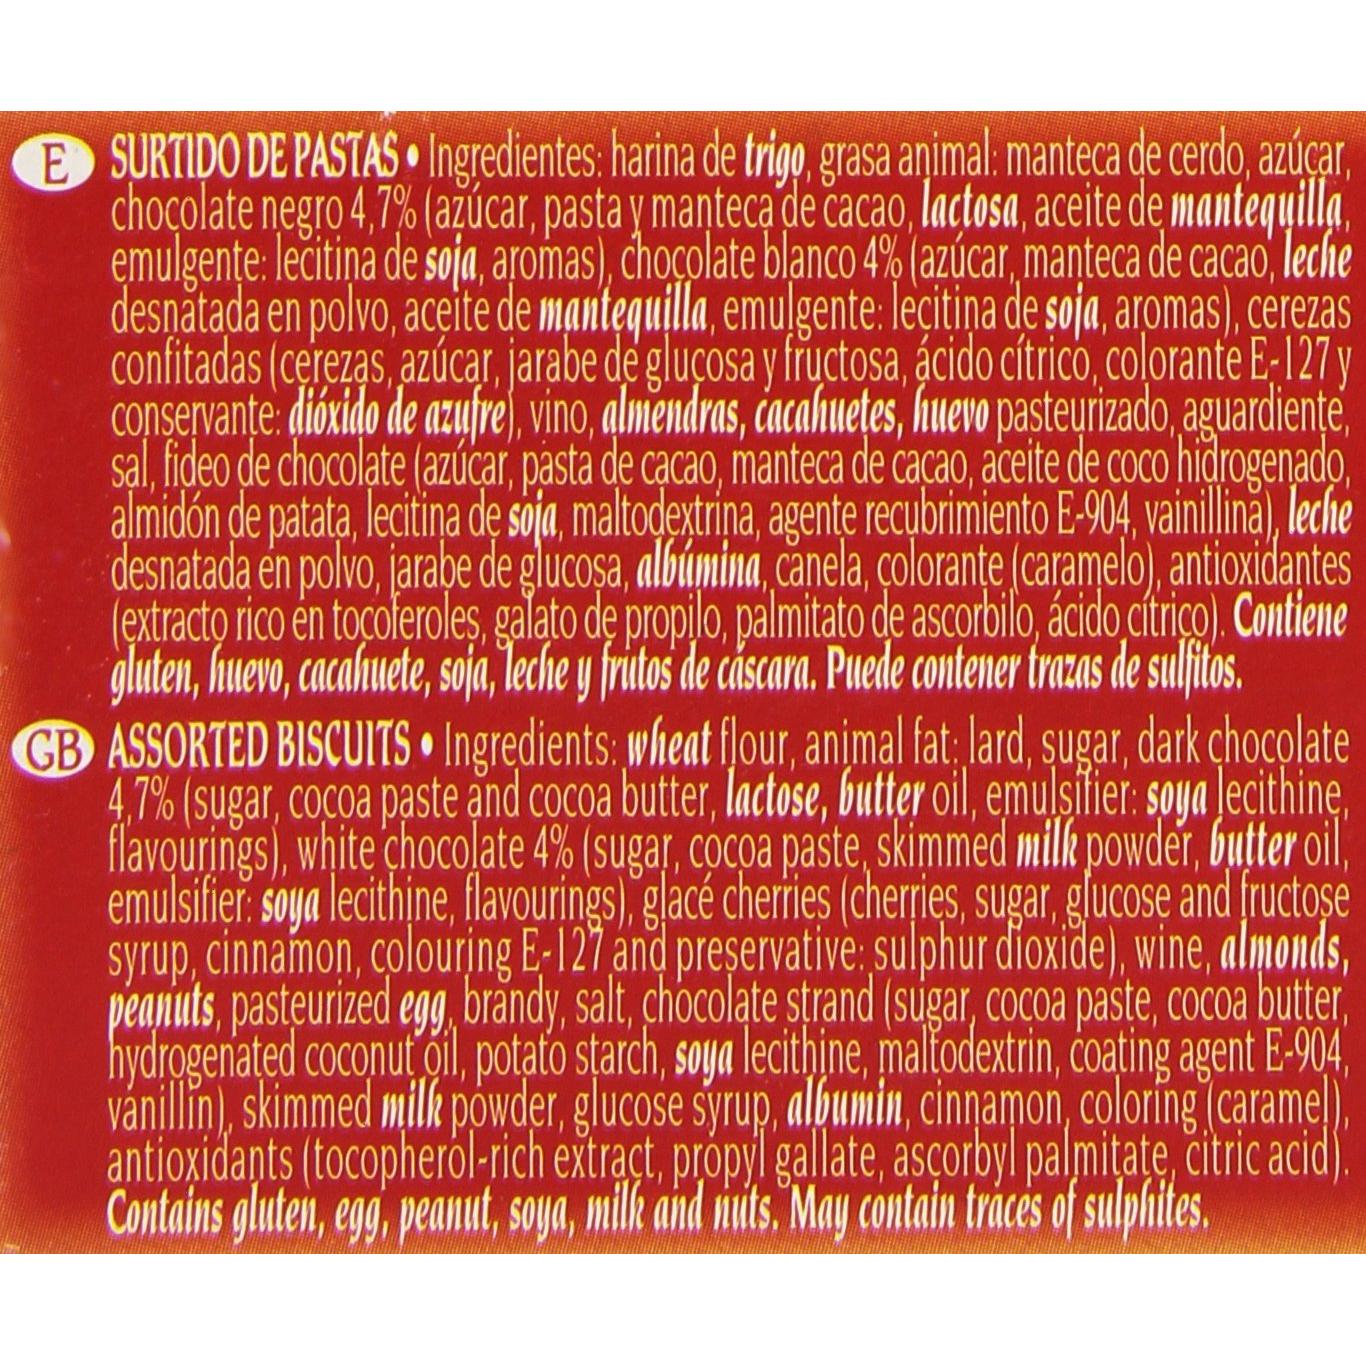 E SURTIDO DE PASTAS • Ingredientes: harina de trigo, grasa animal: manteca de cerdo, azúcar,
chocolate negro 4,7% (azúcar, pasta y manteca de cacao, lactosa, aceite de mantequilla,
emulgente: lecitina de soja, aromas), chocolate blanco 4% (azúcar, manteca de cacao, leche
desnatada en polvo, aceite de mantequilla, emulgente: lecitina de soja, aromas), cerezas
confitadas (cerezas, azúcar, jarabe de glucosa y fructosa, ácido cítrico, colorante E-127 y
conservante: dióxido de azufre), vino, almendras, cacahuetes, huevo pasteurizado, aguardiente,
sal, fideo de chocolate (azúcar, pasta de cacao, manteca de cacao, aceite de coco hidrogenado,
almidón de patata, lecitina de soja, maltodextrina, agente recubrimiento E-904, vainillina), leche
desnatada en polvo, jarabe de glucosa, albúmina, canela, colorante (caramelo), antioxidantes
(extracto rico en tocoferoles, galato de propilo, palmitato de ascorbilo, ácido cítrico). Contiene
gluten, huevo, cacahuete, soja, leche y frutos de cáscara. Puede contener trazas de sulfitos.
GB ASSORTED BISCUITS • Ingredients: wheat flour, animal fat: lard, sugar, dark chocolate
4,7% (sugar, cocoa paste and cocoa butter, lactose, butter oil, emulsifier: soya lecithine,
flavourings), white chocolate 4% (sugar, cocoa paste, skimmed milk powder, butter oil,
emulsifier: soya lecithine, flavourings), glacé cherries (cherries, sugar, glucose and fructose
syrup, cinnamon, colouring E-127 and preservative: sulphur dioxide), wine, almonds,
peanuts, pasteurized egg, brandy, salt, chocolate strand (sugar, cocoa paste, cocoa butter,
hydrogenated coconut oil, potato starch, soya lecithine, maltodextrin, coating agent E-904,
vanillin), skimmed milk powder, glucose syrup, albumin, cinnamon, coloring (caramel),
antioxidants (tocopherol-rich extract, propyl gallate, ascorbyl palmitate, citric acid).
Contains gluten, egg, peanut, soya, milk and nuts. May contain traces of sulphites.